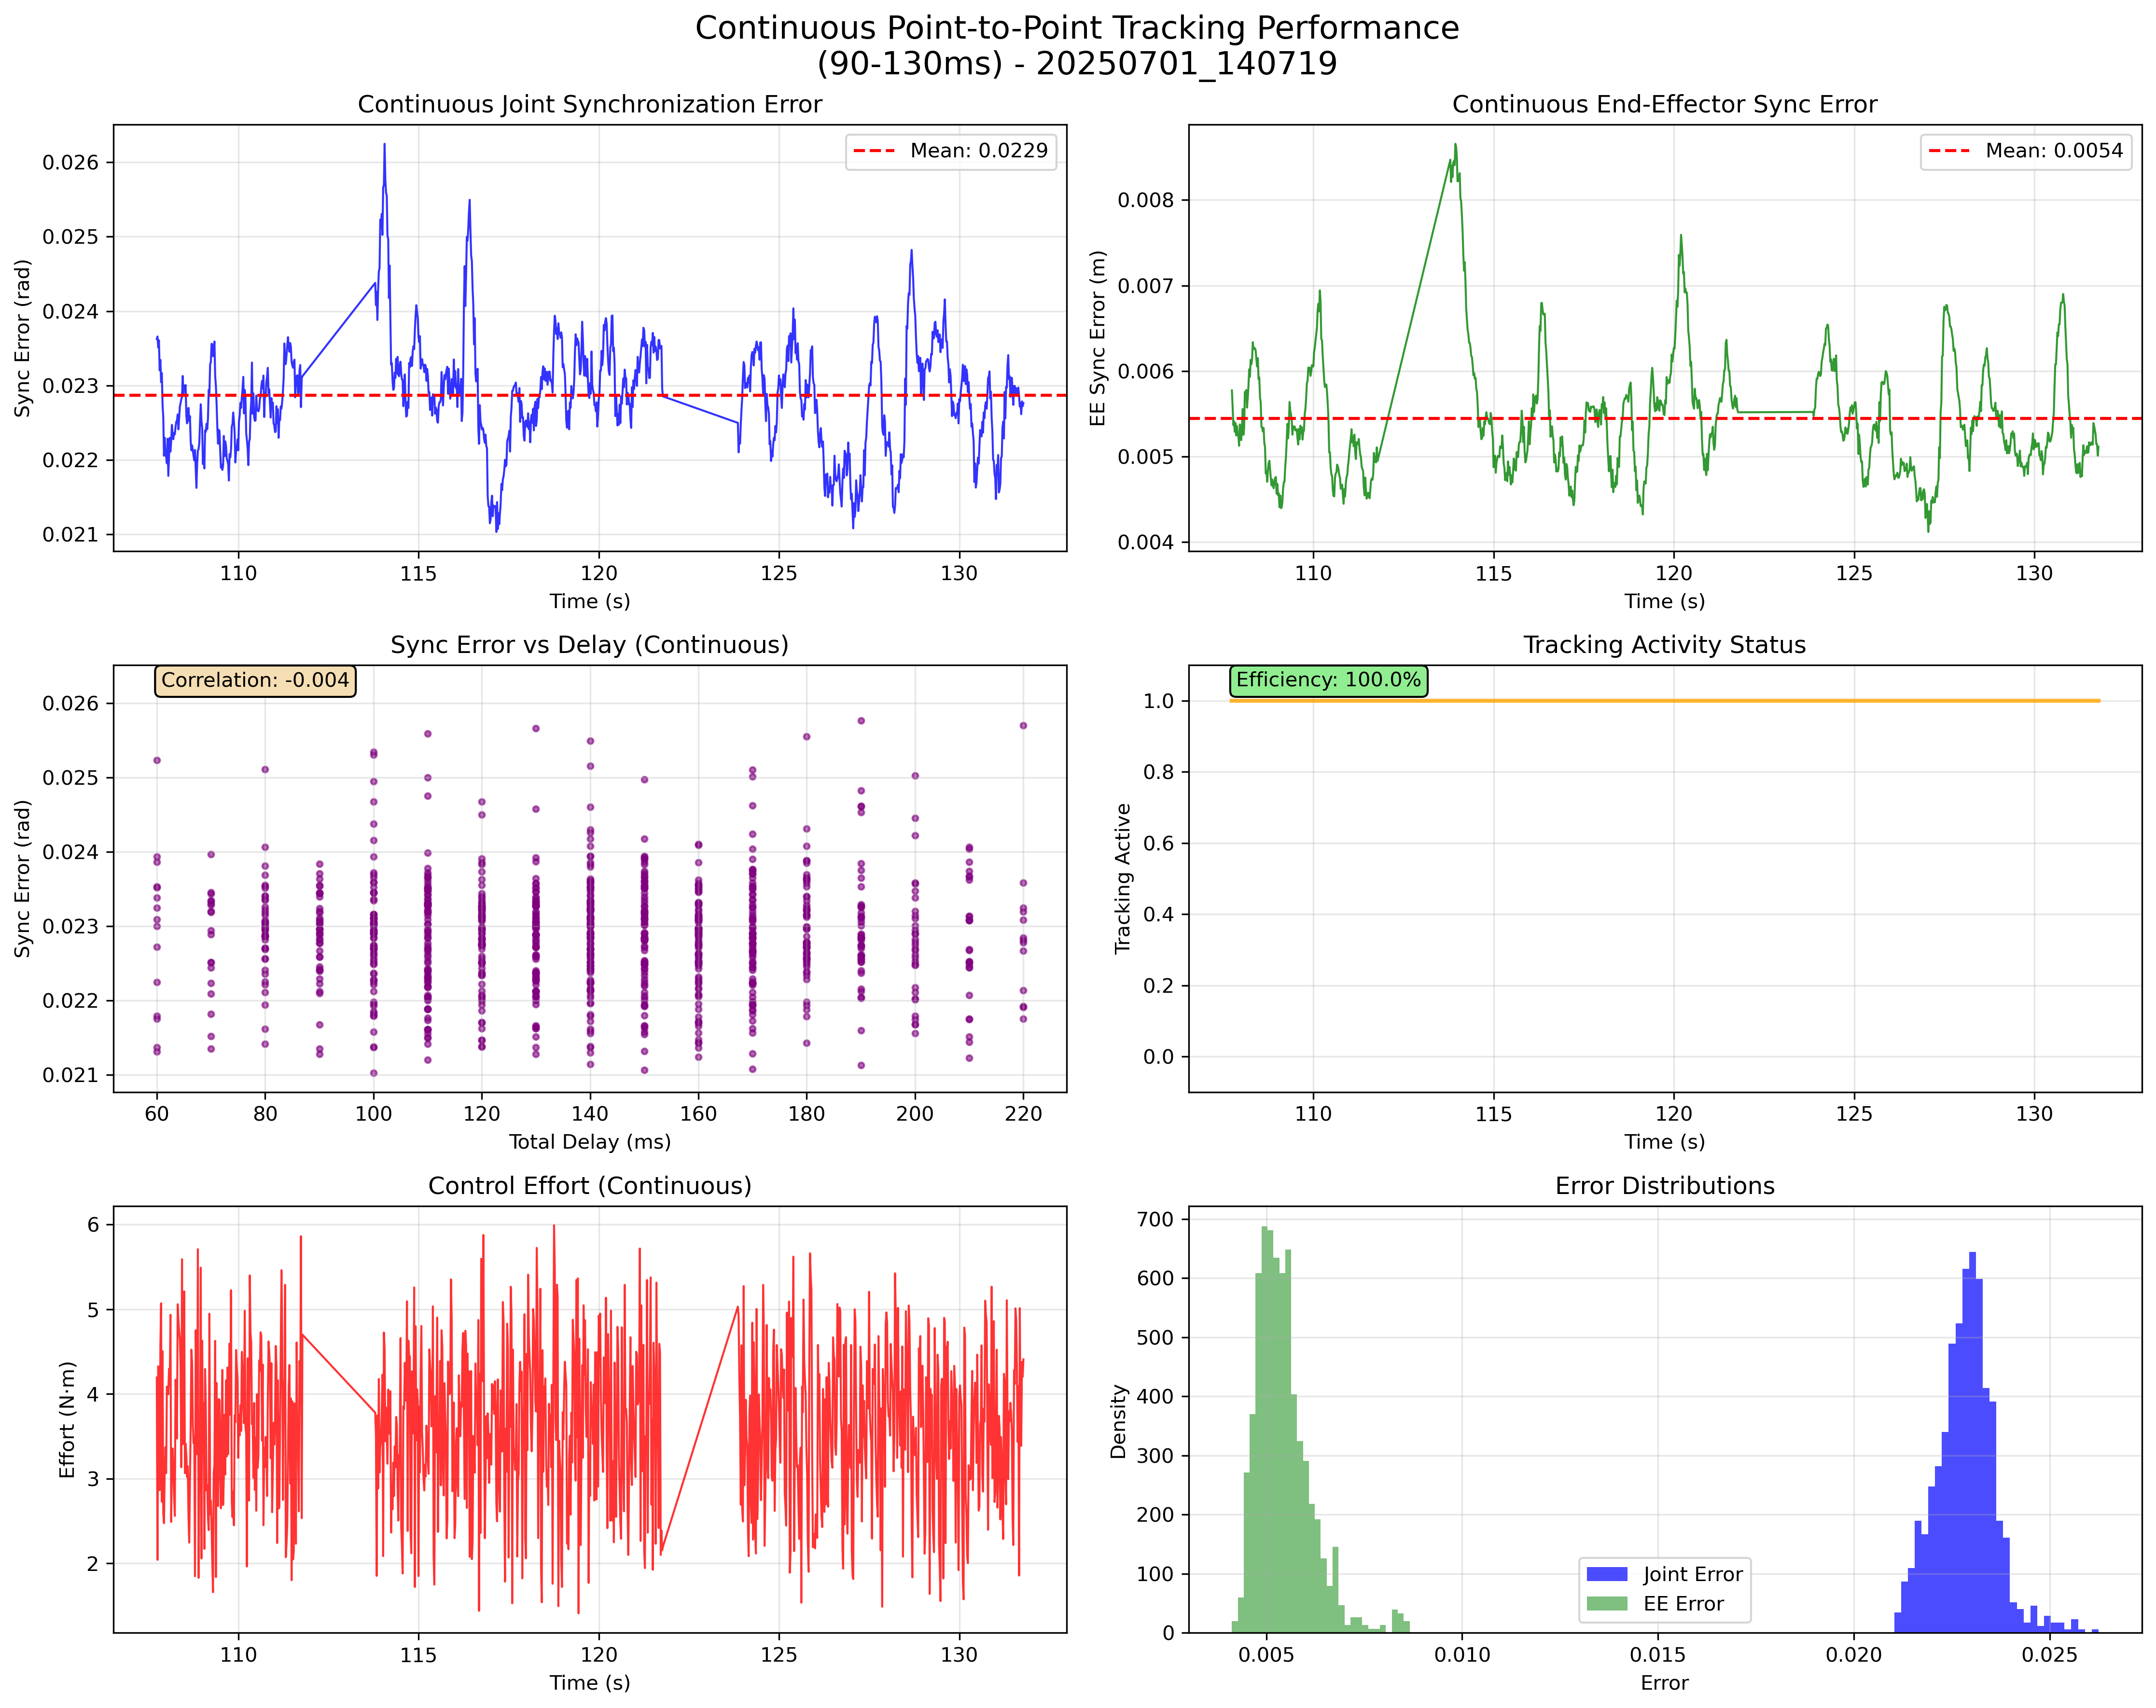 Continuous Point-to-Point Tracking Performance
(90-130ms) - 20250701_140719
Continuous Joint Synchronization Error
Sync Error (rad)
0.026
0.025
0.024
0.023
0.022
0.021
Mean: 0.0229
110 115 120 125 130
Time (s)
Continuous End-Effector Sync Error
EE Sync Error (m)
0.008
0.007
0.006
0.005
0.004
Mean: 0.0054
110 115 120 125 130
Time (s)
Sync Error vs Delay (Continuous)
Correlation: -0.004
Sync Error (rad)
0.026
0.025
0.024
0.023
0.022
0.021
60 80 100 120 140 160 180 200 220
Total Delay (ms)
Tracking Activity Status
Efficiency: 100.0%
Tracking Active
1.0
0.8
0.6
0.4
0.2
0.0
110 115 120 125 130
Time (s)
Control Effort (Continuous)
Effort (N·m)
6
5
4
3
2
110 115 120 125 130
Time (s)
Error Distributions
Density
700
600
500
400
300
200
100
0
Joint Error
EE Error
0.005 0.010 0.015 0.020 0.025
Error